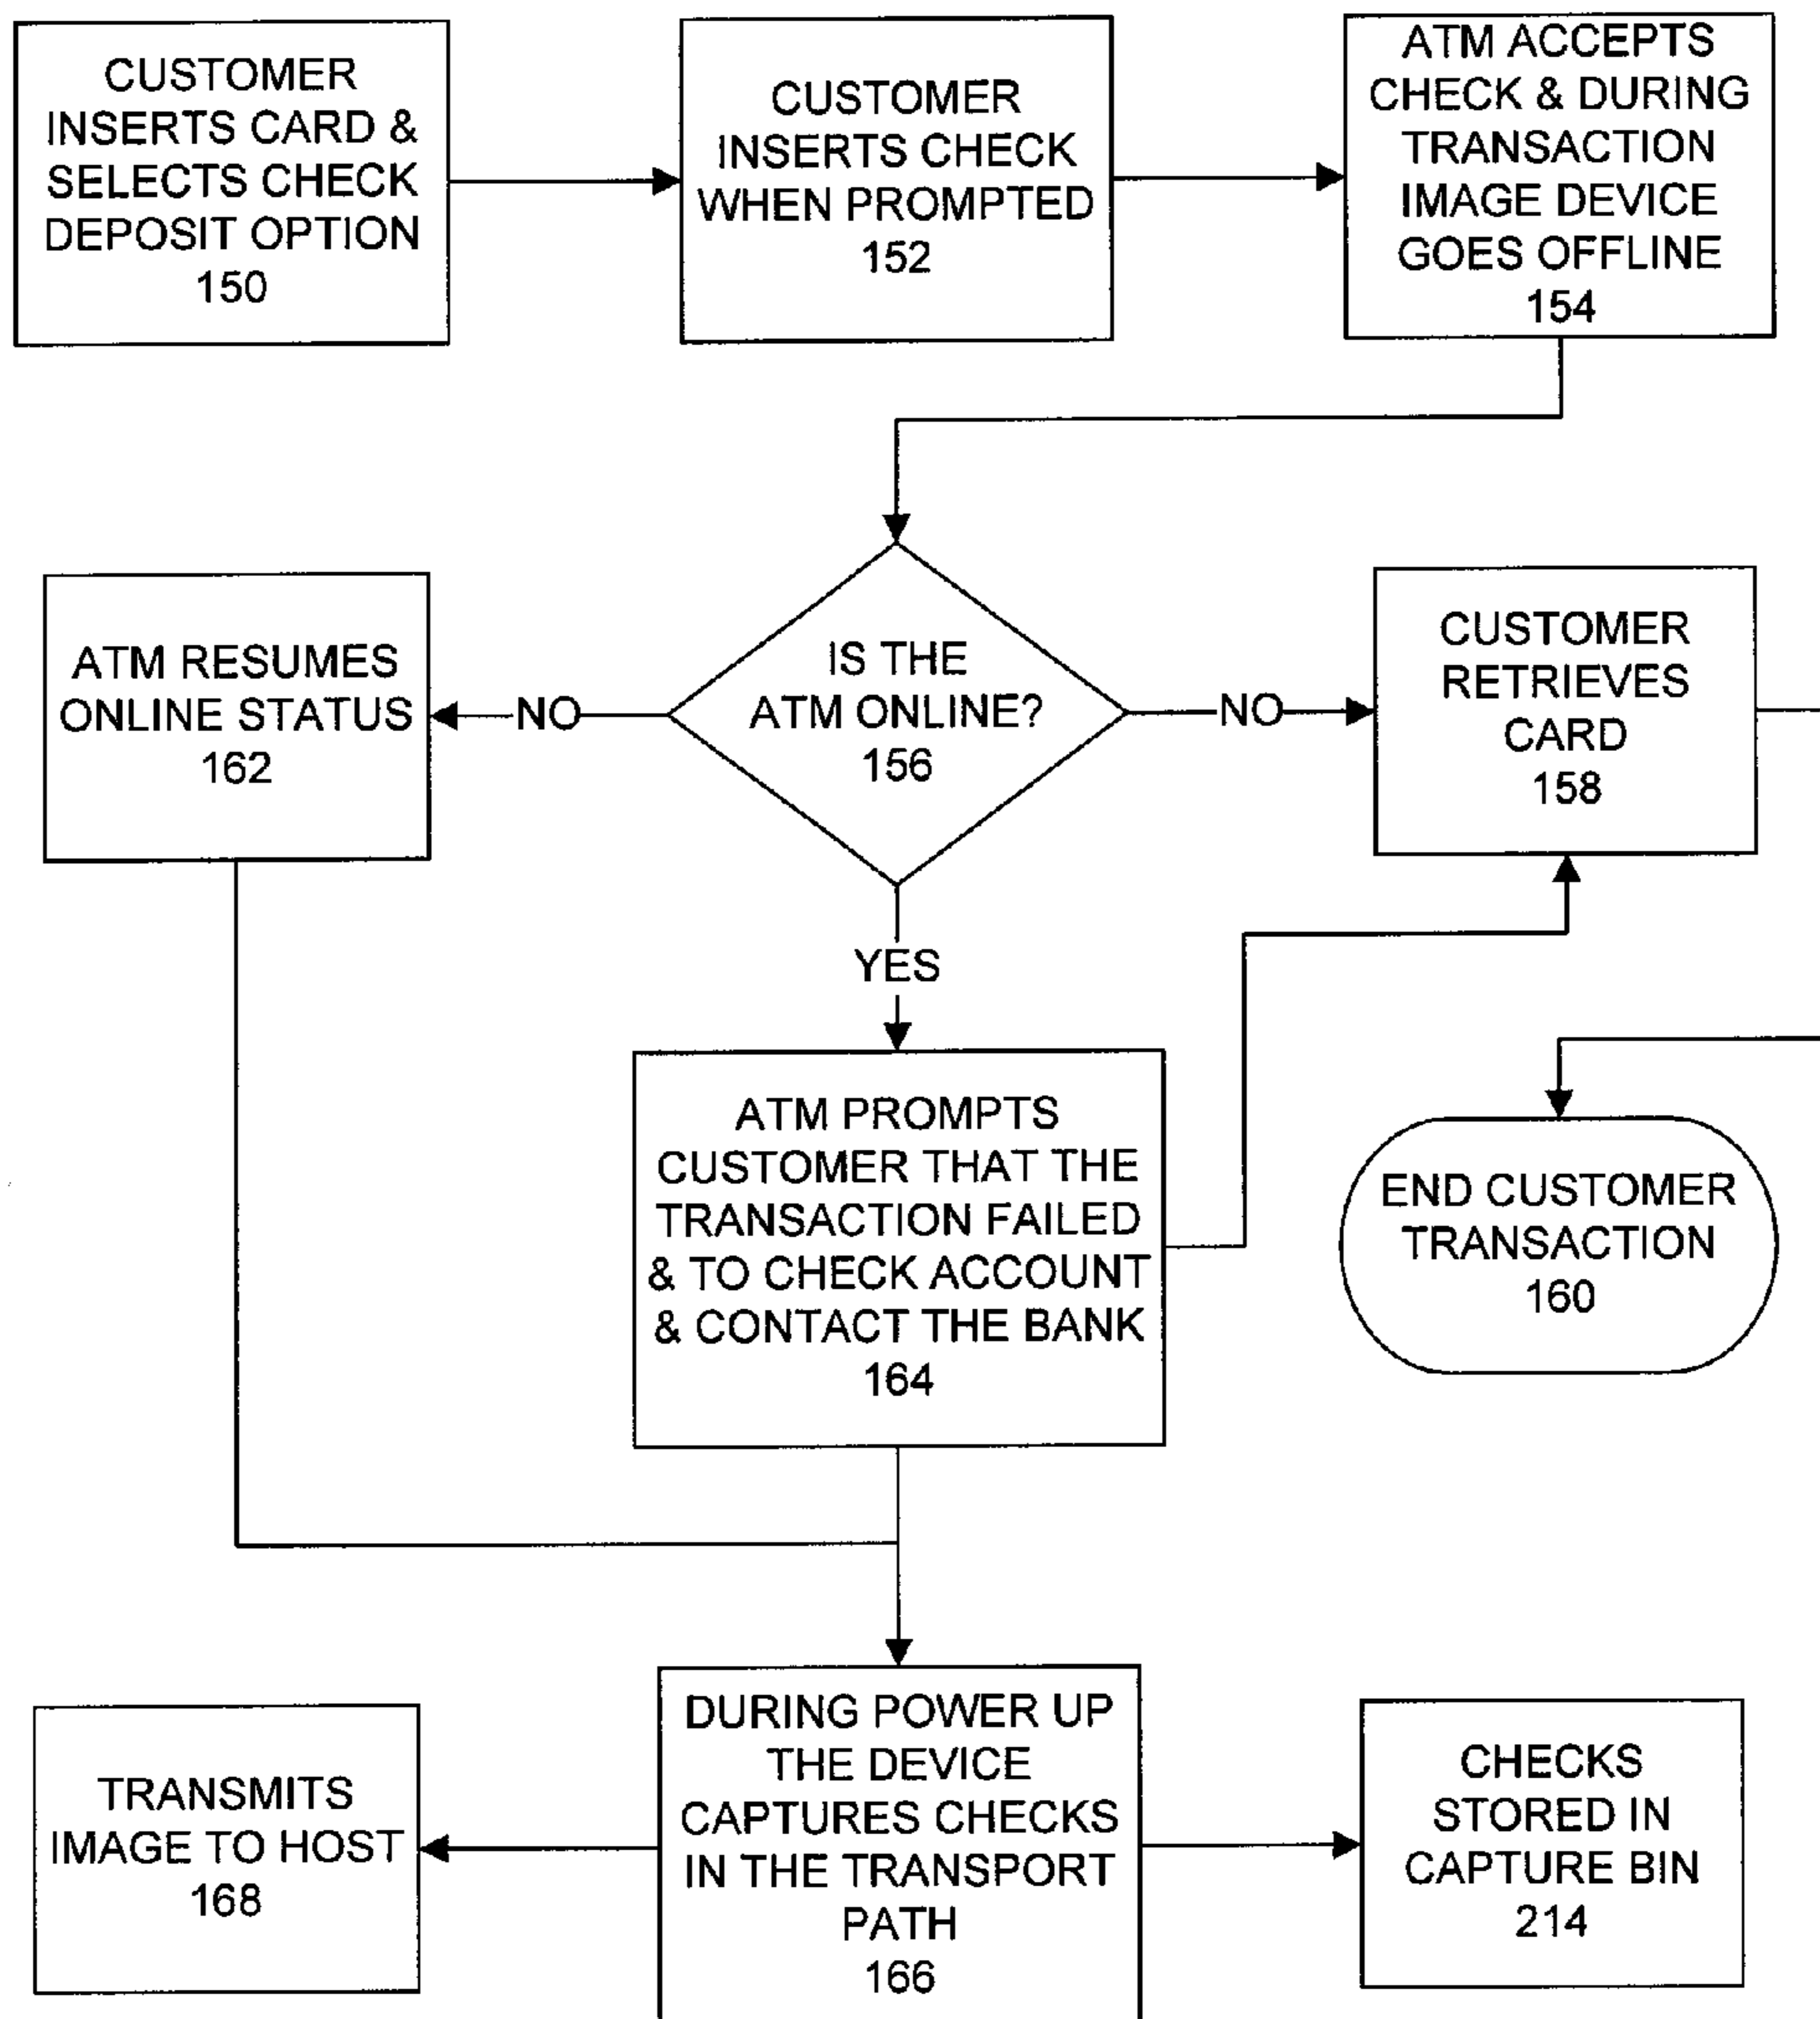 CUSTOMER
INSERTS CARD &
SELECTS CHECK
DEPOSIT OPTION
150
CUSTOMER
INSERTS CHECK
WHEN PROMPTED
152
ATM ACCEPTS
CHECK & DURING
TRANSACTION
IMAGE DEVICE
GOES OFFLINE
154
ATM RESUMES
ONLINE STATUS
162
NO
IS THE
ATM ONLINE?
156
NO
CUSTOMER
RETRIEVES
CARD
158
YES
ATM PROMPTS
CUSTOMER THAT THE
TRANSACTION FAILED
& TO CHECK ACCOUNT
& CONTACT THE BANK
164
END CUSTOMER
TRANSACTION
160
TRANSMITS
IMAGE TO HOST
168
DURING POWER UP
THE DEVICE
CAPTURES CHECKS
IN THE TRANSPORT
PATH
166
CHECKS
STORED IN
CAPTURE BIN
214